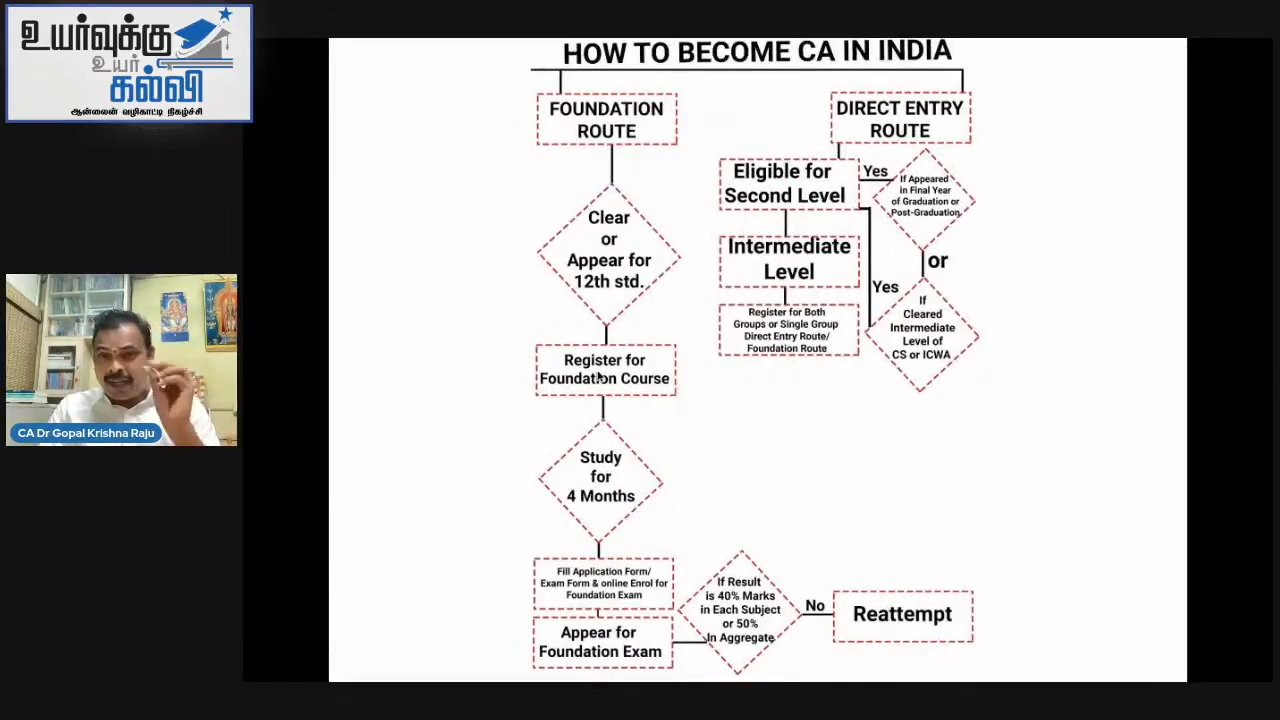 உயர்வுக்கு
உயர்
கல்வி
ஆன்லைன் வழிகாட்டி நிகழ்ச்சி
HOW TO BECOME CA IN INDIA
FOUNDATION
ROUTE
Clear
or
Appear for
12th std.
Register for
Foundation Course
Study
for
4 Months
Fill Application Form/
Exam Form & online Enrol for
Foundation Exam
Appear for
Foundation Exam
If Result
is 40% Marks
in Each Subject
or 50%
In Aggregate
No
Reattempt
DIRECT ENTRY
ROUTE
Eligible for
Second Level
Yes
If Appeared
in Final Year
of Graduation or
Post-Graduation
or
Yes
If
Cleared
Intermediate
Level of
CS or ICWA
Intermediate
Level
Register for Both
Groups or Single Group
Direct Entry Route/
Foundation Route
CA Dr Gopal Krishna Raju